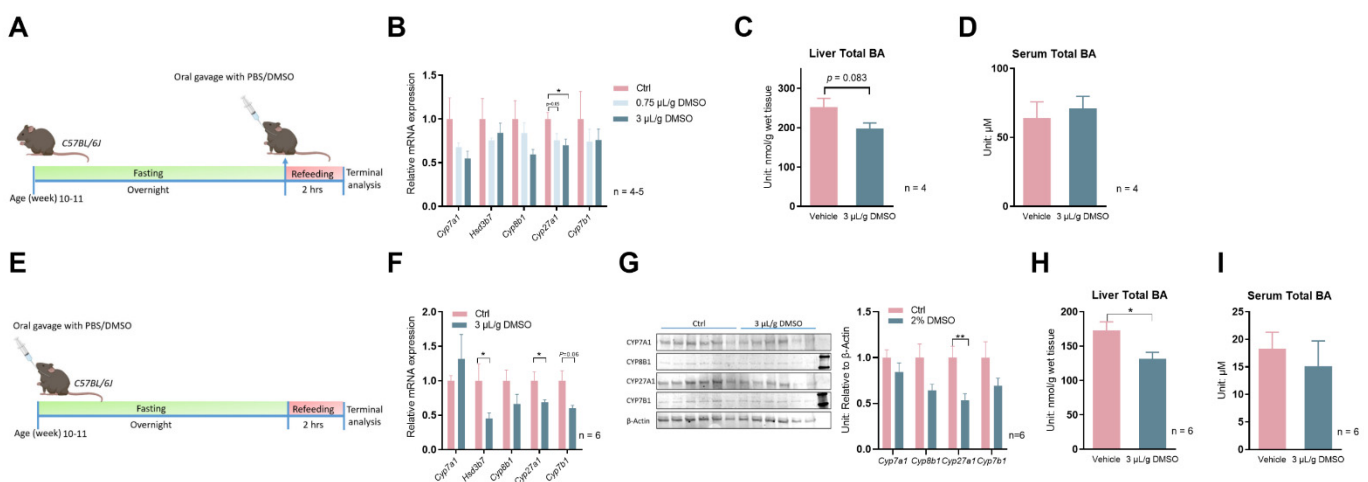 A
Oral gavage with PBS/DMSO
C57BL/6J
Fasting
Refeeding
Terminal
analysis
Overnight
2 hrs
Age (week) 10-11
B
Relative mRNA expression
1.5
1.0
0.5
0.0
*
Ctrl
0.75 µL/g DMSO
3 µL/g DMSO
n = 4-5
Cyp7a1
Hsd3b7
Cyp8b1
Cyp27a1
Cyp7b1
C
Liver Total BA
Unit: nmol/g wet tissue
300
200
100
0
p = 0.083
n = 4
Vehicle
3 µL/g DMSO
D
Serum Total BA
Unit: µM
100
50
0
n = 4
Vehicle
3 µL/g DMSO
E
Oral gavage with PBS/DMSO
C57BL/6J
Fasting
Refeeding
Terminal
analysis
Overnight
2 hrs
Age (week) 10-11
F
Relative mRNA expression
2.0
1.5
1.0
0.5
0.0
Ctrl
3 µL/g DMSO
*
*
P=0.06
n = 6
Cyp7a1
Hsd3b7
Cyp8b1
Cyp27a1
Cyp7b1
G
Ctrl
3 µL/g DMSO
CYP7A1
CYP8B1
CYP27A1
CYP7B1
β-Actin
Unit: Relative to β-Actin
1.5
1.0
0.5
0.0
Ctrl
2% DMSO
**
n=6
Cyp7a1
Cyp8b1
Cyp27a1
Cyp7b1
H
Liver Total BA
Unit: nmol/g wet tissue
200
150
100
50
0
*
n = 6
Vehicle
3 µL/g DMSO
I
Serum Total BA
Unit: µM
25
20
15
10
5
0
n = 6
Vehicle
3 µL/g DMSO